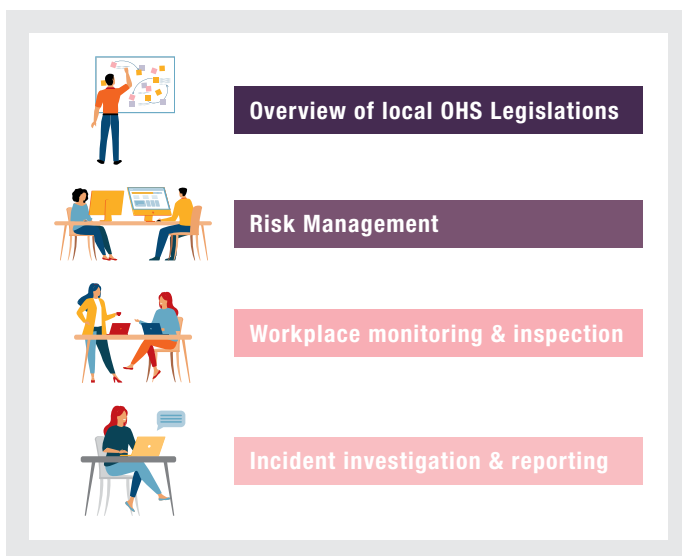 Overview of local OHS Legislations
Risk Management
Workplace monitoring & inspection
Incident investigation & reporting